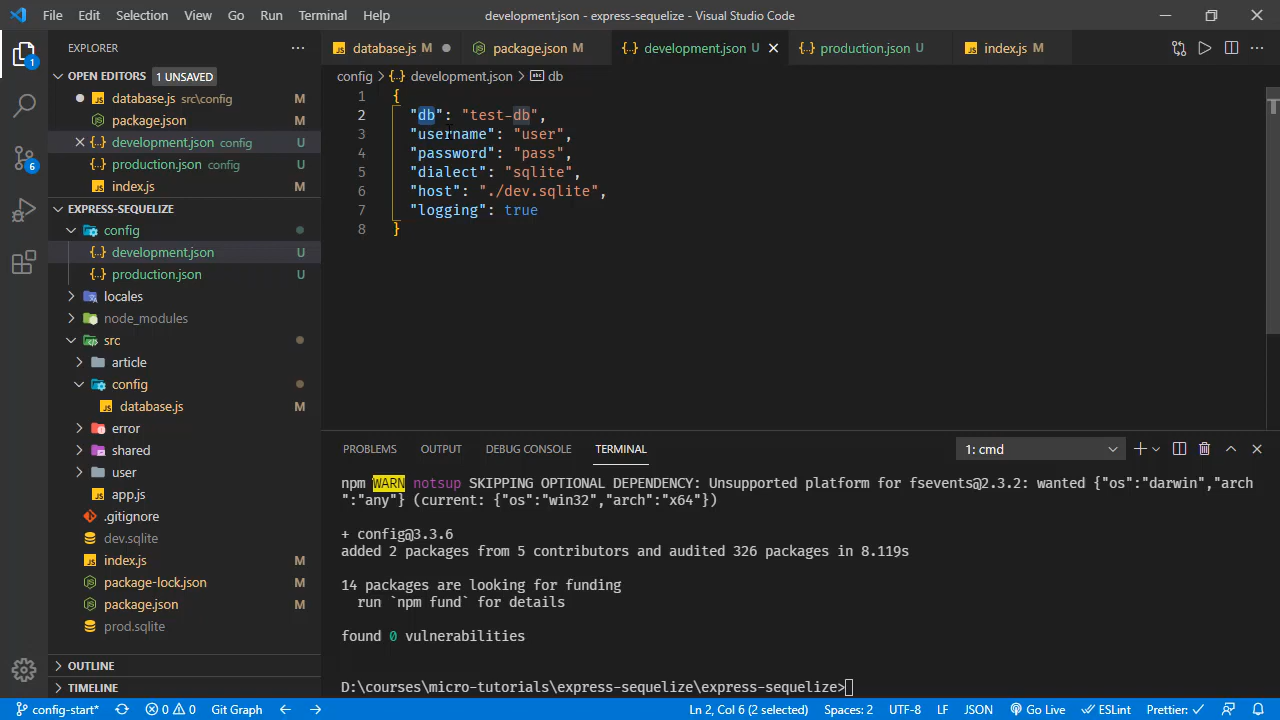 File Edit Selection View Go Run Terminal Help development.json - express-sequelize - Visual Studio Code
EXPLORER
OPEN EDITORS 1 UNSAVED
database.js src\config M
package.json M
development.json config U
production.json config U
index.js M
EXPRESS-SEQUELIZE
config
development.json U
production.json U
locales
node_modules
src
article
config
database.js M
error
shared
user
app.js
.gitignore
dev.sqlite
index.js M
package-lock.json M
package.json M
prod.sqlite
OUTLINE
TIMELINE
1
6
database.js M package.json M development.json U production.json U index.js M
config > {..} development.json > abc db
1 {
2 "db": "test-db",
3 "username": "user",
4 "password": "pass",
5 "dialect": "sqlite",
6 "host": "./dev.sqlite",
7 "logging": true
8 }
PROBLEMS OUTPUT DEBUG CONSOLE TERMINAL 1: cmd
npm WARN notsup SKIPPING OPTIONAL DEPENDENCY: Unsupported platform for fsevents@2.3.2: wanted {"os":"darwin","arch
":"any"} (current: {"os":"win32","arch":"x64"})
+ config@3.3.6
added 2 packages from 5 contributors and audited 326 packages in 8.119s
14 packages are looking for funding
run `npm fund` for details
found 0 vulnerabilities
D:\courses\micro-tutorials\express-sequelize\express-sequelize>
config-start* 0 0 Git Graph Ln 2, Col 6 (2 selected) Spaces: 2 UTF-8 LF JSON Go Live ESLint Prettier: